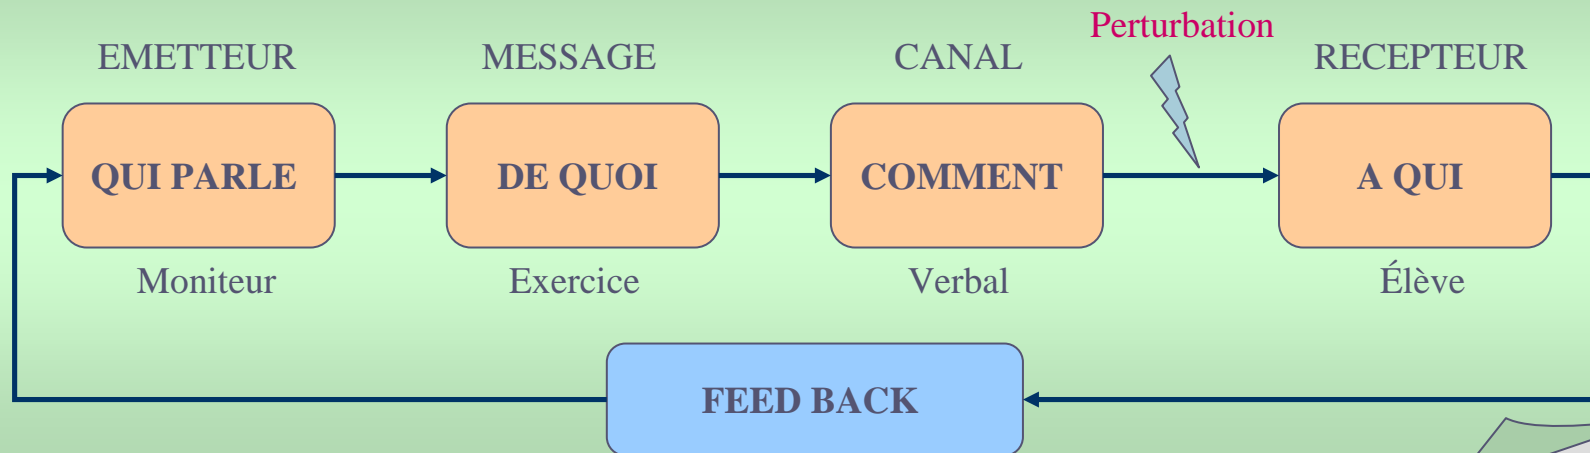 Perturbation
EMETTEUR
MESSAGE
CANAL
RECEPTEUR
QUI PARLE
DE QUOI
COMMENT
A QUI
Moniteur
Exercice
Verbal
Élève
FEED BACK